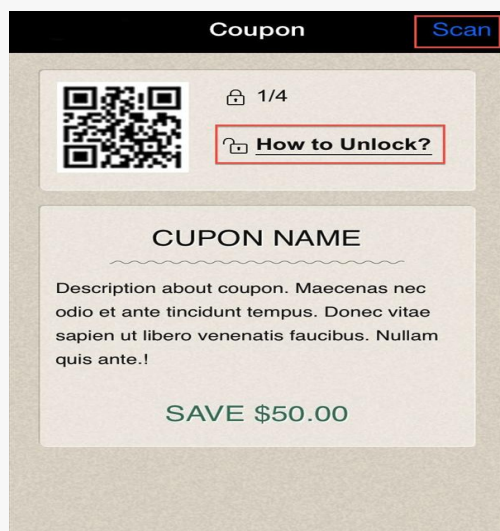 Coupon
Scan
1/4
How to Unlock?
CUPON NAME
Description about coupon. Maecenas nec
odio et ante tincidunt tempus. Donec vitae
sapien ut libero venenatis faucibus. Nullam
quis ante.!
SAVE $50.00